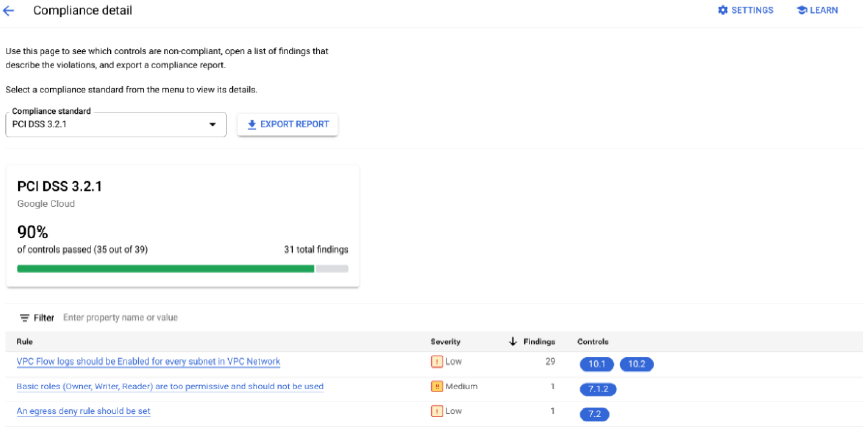 Compliance detail
SETTINGS
LEARN
Use this page to see which controls are non-compliant, open a list of findings that
describe the violations, and export a compliance report.
Select a compliance standard from the menu to view its details.
Compliance standard
PCI DSS 3.2.1
EXPORT REPORT
PCI DSS 3.2.1
Google Cloud
90%
of controls passed (35 out of 39) 31 total findings
Filter Enter property name or value
Rule Severity Findings Controls
VPC Flow logs should be Enabled for every subnet in VPC Network ! Low 29 10.1 10.2
Basic roles (Owner, Writer, Reader) are too permissive and should not be used !! Medium 1 7.1.2
An egress deny rule should be set ! Low 1 7.2